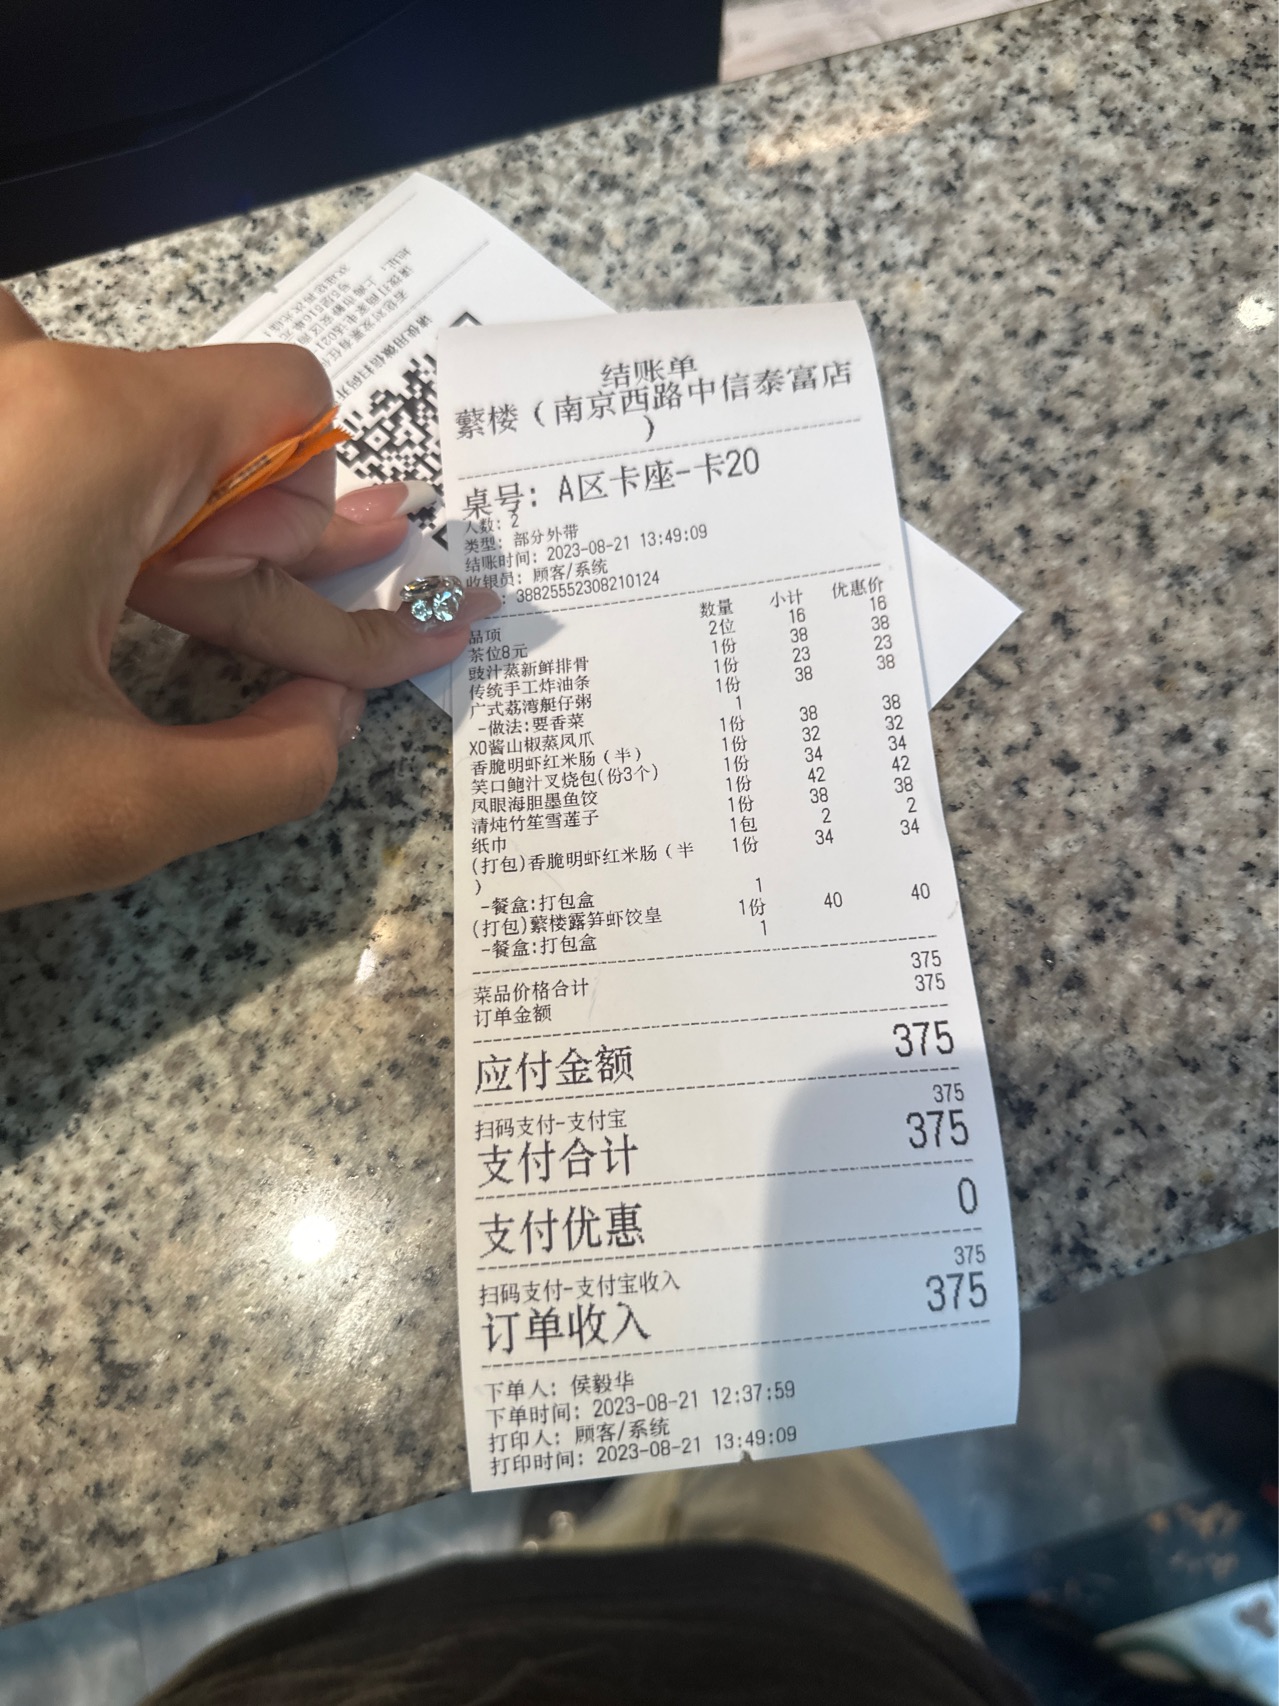 结账单
蘩楼（南京西路中信泰富店
）
桌号：A区卡座-卡20
人数：2
类型：部分外带
结账时间：2023-08-21 13:49:09
收银员：顾客/系统
：38825552308210124
品项 数量 小计 优惠价
茶位8元 2位 16 16
豉汁蒸新鲜排骨 1份 38 38
传统手工炸油条 1份 23 23
广式荔湾艇仔粥 1份 38 38
-做法:要香菜 1
XO酱山椒蒸凤爪 1份 38 38
香脆明虾红米肠（半） 1份 32 32
笑口鲍汁叉烧包(份3个) 1份 34 34
凤眼海胆墨鱼饺 1份 42 42
清炖竹笙雪莲子 1份 38 38
纸巾 1包 2 2
(打包)香脆明虾红米肠（半 1份 34 34
）
-餐盒:打包盒 1
(打包)蘩楼露笋虾饺皇 1份 40 40
-餐盒:打包盒 1
菜品价格合计 375
订单金额 375
应付金额 375
扫码支付-支付宝 375
支付合计 375
支付优惠 0
扫码支付-支付宝收入 375
订单收入 375
下单人：侯毅华
下单时间：2023-08-21 12:37:59
打印人：顾客/系统
打印时间：2023-08-21 13:49:09